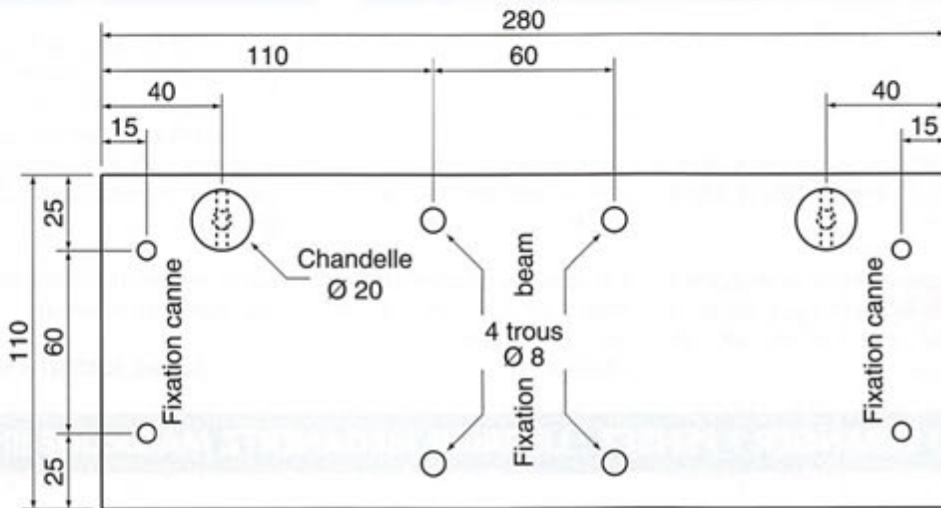 280
110
60
40
40
15
15
25
60
110
25
Chandelle
Ø 20
Fixation canne
4 trous
Ø 8
Fixation beam
Fixation canne